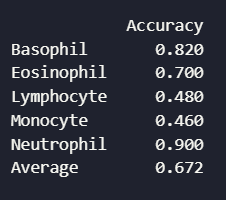 Accuracy
Basophil 0.820
Eosinophil 0.700
Lymphocyte 0.480
Monocyte 0.460
Neutrophil 0.900
Average 0.672